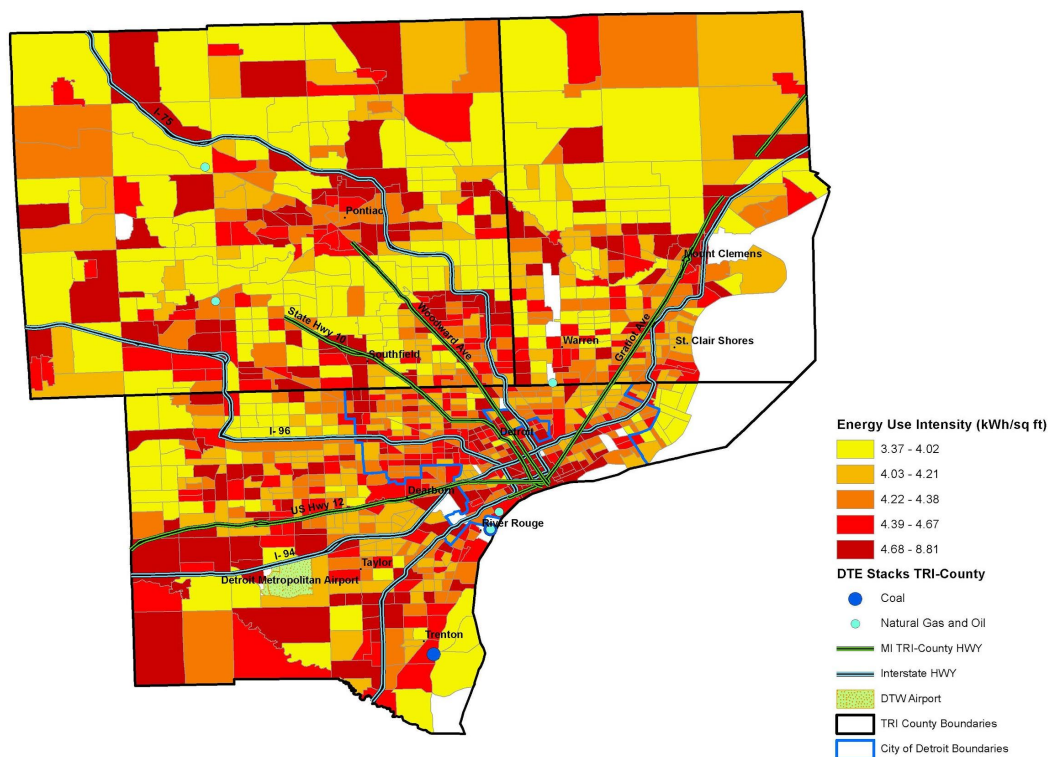 I-75
Pontiac
Mount Clemens
State Hwy 10
Woodward Ave
Gratiot Ave
Warren
St. Clair Shores
Southfield
I-96
Detroit
Dearborn
US Hwy 12
River Rouge
I-94
Taylor
Detroit Metropolitan Airport
Trenton
Energy Use Intensity (kWh/sq ft)
3.37 - 4.02
4.03 - 4.21
4.22 - 4.38
4.39 - 4.67
4.68 - 8.81
DTE Stacks TRI-County
Coal
Natural Gas and Oil
MI TRI-County HWY
Interstate HWY
DTW Airport
TRI County Boundaries
City of Detroit Boundaries